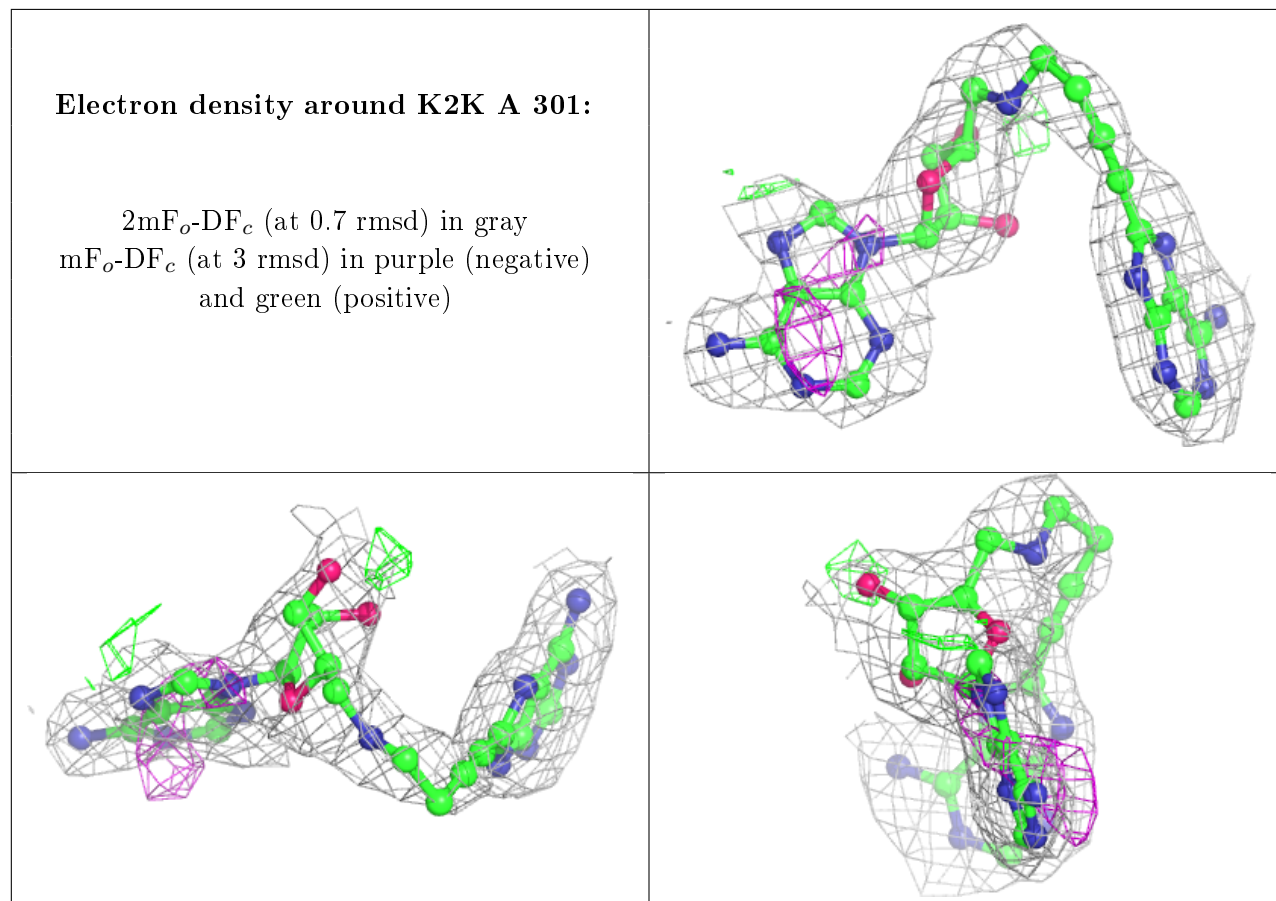 Electron density around K2K A 301:
2mFo-DFc (at 0.7 rmsd) in gray
mFo-DFc (at 3 rmsd) in purple (negative)
and green (positive)